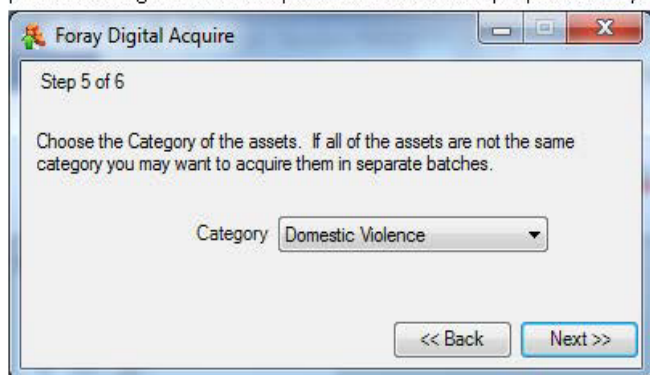 Foray Digital Acquire
X
Step 5 of 6
Choose the Category of the assets. If all of the assets are not the same
category you may want to acquire them in separate batches.
Category Domestic Violence
<< Back Next >>